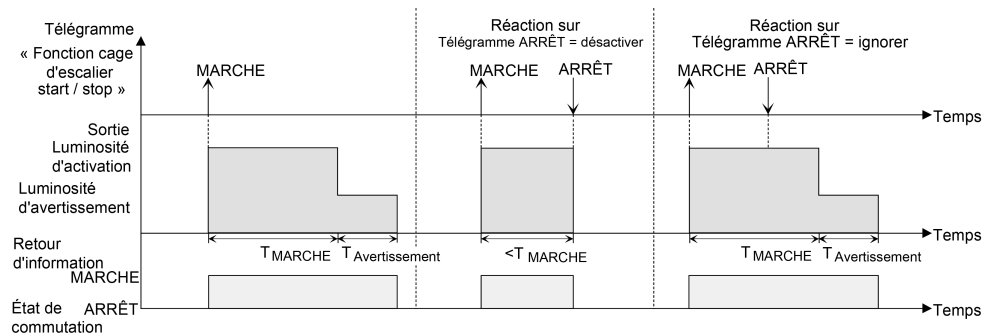 Télégramme
« Fonction cage
d'escalier
start / stop »
MARCHE
Réaction sur
Télégramme ARRÊT = désactiver
MARCHE
ARRÊT
Réaction sur
Télégramme ARRÊT = ignorer
MARCHE
ARRÊT
Temps
Sortie
Luminosité
d'activation
Luminosité
d'avertissement
Temps
T MARCHE
T Avertissement
<T MARCHE
T MARCHE
T Avertissement
Retour
d'information
MARCHE
État de
commutation
ARRÊT
Temps